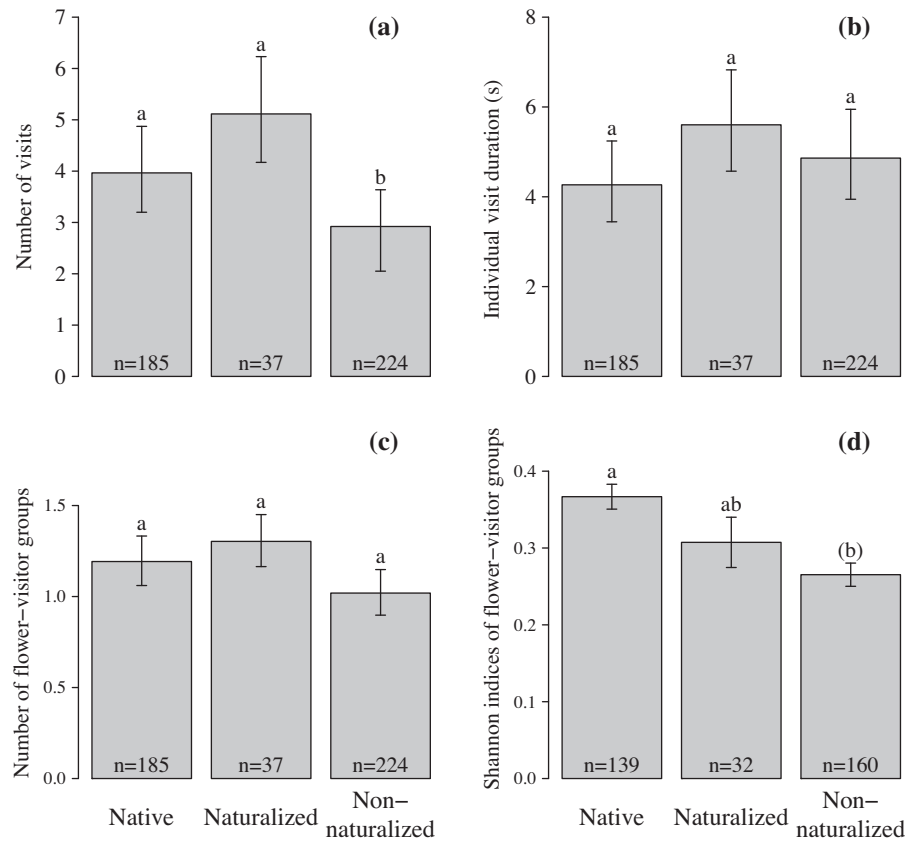 (a)
Number of visits
7
6
5
4
3
2
1
0
a
a
b
n=185
n=37
n=224
(b)
Individual visit duration (s)
8
6
4
2
0
a
a
a
n=185
n=37
n=224
(c)
Number of flower−visitor groups
1.5
1.0
0.5
0.0
a
a
a
n=185
n=37
n=224
Native
Naturalized
Non−
naturalized
(d)
Shannon indices of flower−visitor groups
0.4
0.3
0.2
0.1
0.0
a
ab
(b)
n=139
n=32
n=160
Native
Naturalized
Non−
naturalized